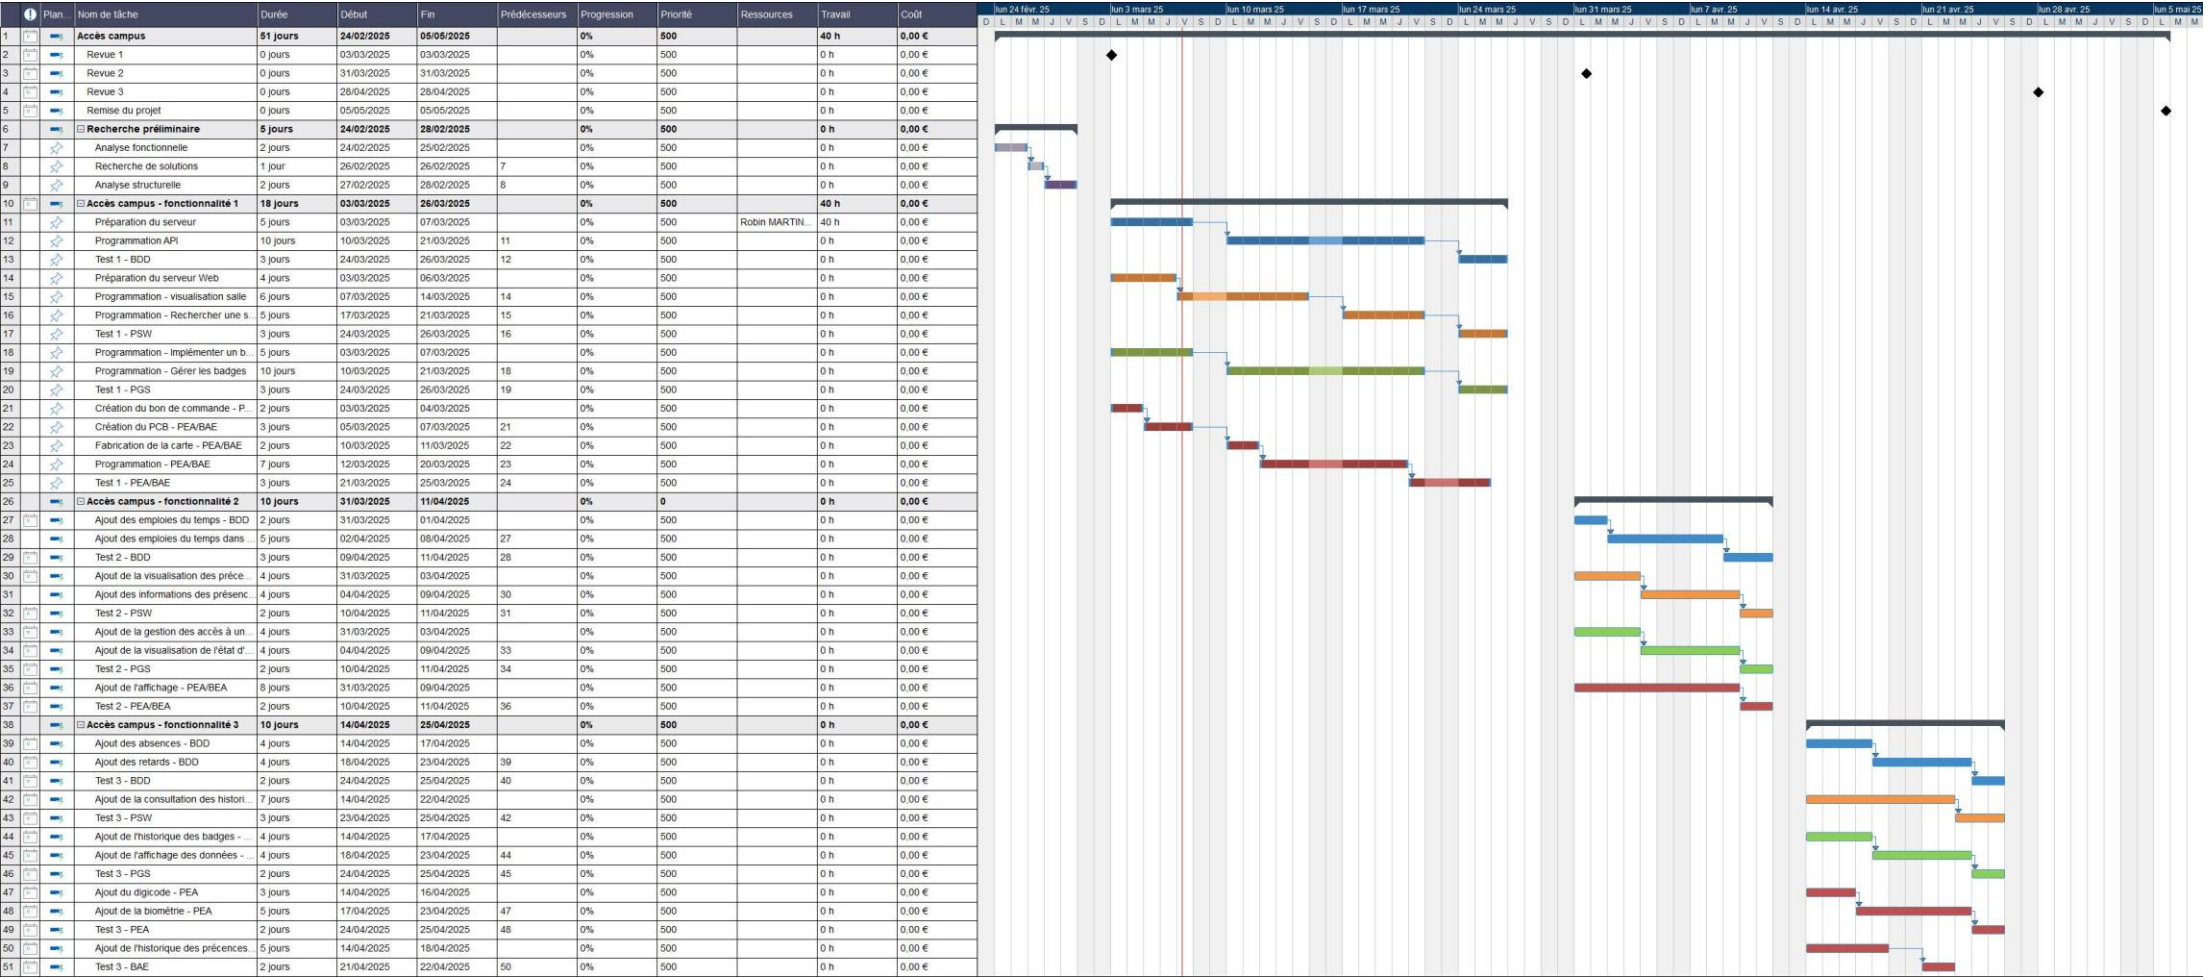 Plan... Nom de tâche Durée Début Fin Prédécesseurs Progression Priorité Ressources Travail Coût
lun 24 févr. 25 lun 3 mars 25 lun 10 mars 25 lun 17 mars 25 lun 24 mars 25 lun 31 mars 25 lun 7 avr. 25 lun 14 avr. 25 lun 21 avr. 25 lun 28 avr. 25 lun 5 mai 25
D L M M J V S D L M M J V S D L M M J V S D L M M J V S D L M M J V S D L M M J V S D L M M J V S D L M M J V S D L M M J V S D L M M J V S D L M M
1 Accès campus 51 jours 24/02/2025 05/05/2025 0% 500 40 h 0,00 €
2 Revue 1 0 jours 03/03/2025 03/03/2025 0% 500 0 h 0,00 €
3 Revue 2 0 jours 31/03/2025 31/03/2025 0% 500 0 h 0,00 €
4 Revue 3 0 jours 28/04/2025 28/04/2025 0% 500 0 h 0,00 €
5 Remise du projet 0 jours 05/05/2025 05/05/2025 0% 500 0 h 0,00 €
6 Recherche préliminaire 5 jours 24/02/2025 28/02/2025 0% 500 0 h 0,00 €
7 Analyse fonctionnelle 2 jours 24/02/2025 25/02/2025 0% 500 0 h 0,00 €
8 Recherche de solutions 1 jour 26/02/2025 26/02/2025 7 0% 500 0 h 0,00 €
9 Analyse structurelle 2 jours 27/02/2025 28/02/2025 8 0% 500 0 h 0,00 €
10 Accès campus - fonctionnalité 1 18 jours 03/03/2025 26/03/2025 0% 500 40 h 0,00 €
11 Préparation du serveur 5 jours 03/03/2025 07/03/2025 0% 500 Robin MARTIN... 40 h 0,00 €
12 Programmation API 10 jours 10/03/2025 21/03/2025 11 0% 500 0 h 0,00 €
13 Test 1 - BDD 3 jours 24/03/2025 26/03/2025 12 0% 500 0 h 0,00 €
14 Préparation du serveur Web 4 jours 03/03/2025 06/03/2025 0% 500 0 h 0,00 €
15 Programmation - visualisation salle 6 jours 07/03/2025 14/03/2025 14 0% 500 0 h 0,00 €
16 Programmation - Rechercher une s... 5 jours 17/03/2025 21/03/2025 15 0% 500 0 h 0,00 €
17 Test 1 - PSW 3 jours 24/03/2025 26/03/2025 16 0% 500 0 h 0,00 €
18 Programmation - Implémenter un b... 5 jours 03/03/2025 07/03/2025 0% 500 0 h 0,00 €
19 Programmation - Gérer les badges 10 jours 10/03/2025 21/03/2025 18 0% 500 0 h 0,00 €
20 Test 1 - PGS 3 jours 24/03/2025 26/03/2025 19 0% 500 0 h 0,00 €
21 Création du bon de commande - P... 2 jours 03/03/2025 04/03/2025 0% 500 0 h 0,00 €
22 Création du PCB - PEA/BAE 3 jours 05/03/2025 07/03/2025 21 0% 500 0 h 0,00 €
23 Fabrication de la carte - PEA/BAE 2 jours 10/03/2025 11/03/2025 22 0% 500 0 h 0,00 €
24 Programmation - PEA/BAE 7 jours 12/03/2025 20/03/2025 23 0% 500 0 h 0,00 €
25 Test 1 - PEA/BAE 3 jours 21/03/2025 25/03/2025 24 0% 500 0 h 0,00 €
26 Accès campus - fonctionnalité 2 10 jours 31/03/2025 11/04/2025 0% 0 0 h 0,00 €
27 Ajout des emploies du temps - BDD 2 jours 31/03/2025 01/04/2025 0% 500 0 h 0,00 €
28 Ajout des emploies du temps dans ... 5 jours 02/04/2025 08/04/2025 27 0% 500 0 h 0,00 €
29 Test 2 - BDD 3 jours 09/04/2025 11/04/2025 28 0% 500 0 h 0,00 €
30 Ajout de la visualisation des préce... 4 jours 31/03/2025 03/04/2025 0% 500 0 h 0,00 €
31 Ajout des informations des présenc... 4 jours 04/04/2025 09/04/2025 30 0% 500 0 h 0,00 €
32 Test 2 - PSW 2 jours 10/04/2025 11/04/2025 31 0% 500 0 h 0,00 €
33 Ajout de la gestion des accès à un... 4 jours 31/03/2025 03/04/2025 0% 500 0 h 0,00 €
34 Ajout de la visualisation de l'état d'... 4 jours 04/04/2025 09/04/2025 33 0% 500 0 h 0,00 €
35 Test 2 - PGS 2 jours 10/04/2025 11/04/2025 34 0% 500 0 h 0,00 €
36 Ajout de l'affichage - PEA/BEA 8 jours 31/03/2025 09/04/2025 0% 500 0 h 0,00 €
37 Test 2 - PEA/BEA 2 jours 10/04/2025 11/04/2025 36 0% 500 0 h 0,00 €
38 Accès campus - fonctionnalité 3 10 jours 14/04/2025 25/04/2025 0% 500 0 h 0,00 €
39 Ajout des absences - BDD 4 jours 14/04/2025 17/04/2025 0% 500 0 h 0,00 €
40 Ajout des retards - BDD 4 jours 18/04/2025 23/04/2025 39 0% 500 0 h 0,00 €
41 Test 3 - BDD 2 jours 24/04/2025 25/04/2025 40 0% 500 0 h 0,00 €
42 Ajout de la consultation des histori... 7 jours 14/04/2025 22/04/2025 0% 500 0 h 0,00 €
43 Test 3 - PSW 3 jours 23/04/2025 25/04/2025 42 0% 500 0 h 0,00 €
44 Ajout de l'historique des badges - ... 4 jours 14/04/2025 17/04/2025 0% 500 0 h 0,00 €
45 Ajout de l'affichage des données - ... 4 jours 18/04/2025 23/04/2025 44 0% 500 0 h 0,00 €
46 Test 3 - PGS 2 jours 24/04/2025 25/04/2025 45 0% 500 0 h 0,00 €
47 Ajout du digicode - PEA 3 jours 14/04/2025 16/04/2025 0% 500 0 h 0,00 €
48 Ajout de la biométrie - PEA 5 jours 17/04/2025 23/04/2025 47 0% 500 0 h 0,00 €
49 Test 3 - PEA 2 jours 24/04/2025 25/04/2025 48 0% 500 0 h 0,00 €
50 Ajout de l'historique des précences... 5 jours 14/04/2025 18/04/2025 0% 500 0 h 0,00 €
51 Test 3 - BAE 2 jours 21/04/2025 22/04/2025 50 0% 500 0 h 0,00 €